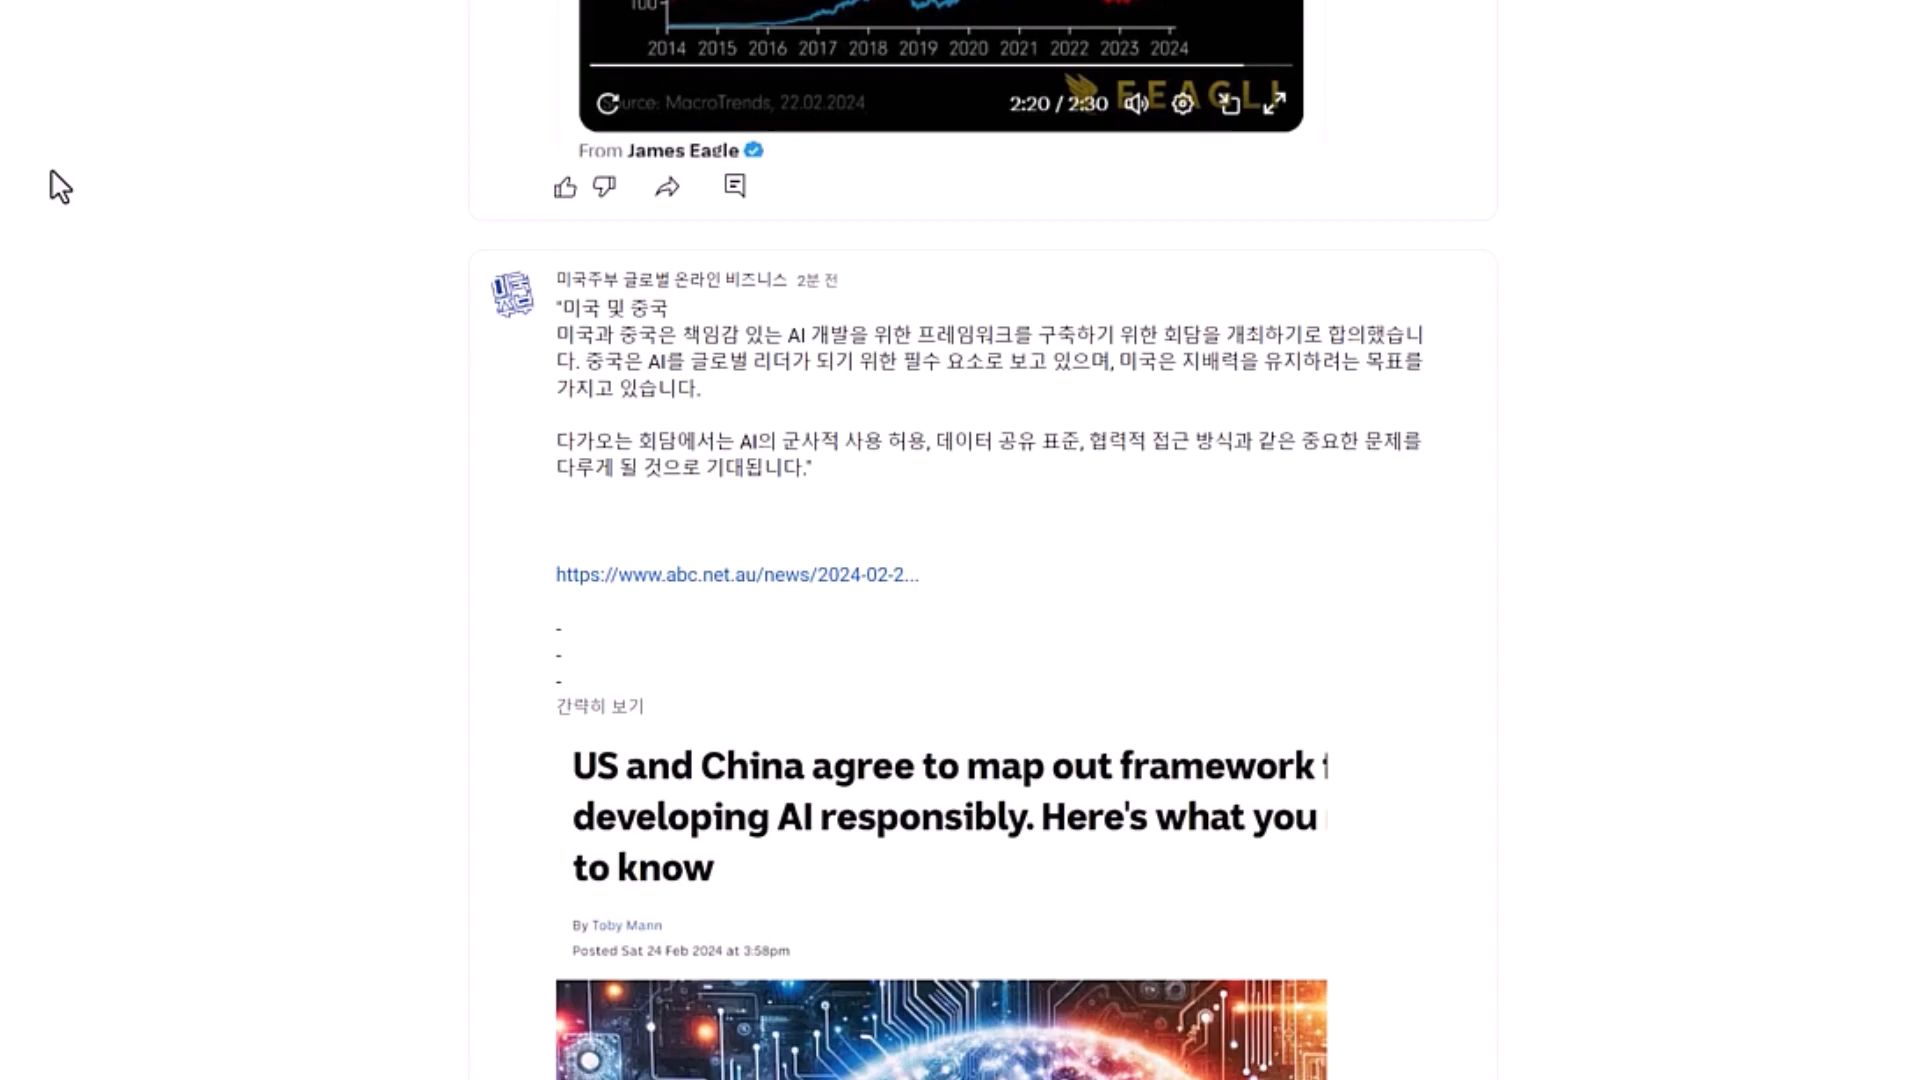 100
2014 2015 2016 2017 2018 2019 2020 2021 2022 2023 2024
Source: MacroTrends, 22.02.2024
2:20 / 2:30
EEAGLI
From James Eagle
미국주부 글로벌 온라인 비즈니스 2분 전
"미국 및 중국
미국과 중국은 책임감 있는 AI 개발을 위한 프레임워크를 구축하기 위한 회담을 개최하기로 합의했습니
다. 중국은 AI를 글로벌 리더가 되기 위한 필수 요소로 보고 있으며, 미국은 지배력을 유지하려는 목표를
가지고 있습니다.
다가오는 회담에서는 AI의 군사적 사용 허용, 데이터 공유 표준, 협력적 접근 방식과 같은 중요한 문제를
다루게 될 것으로 기대됩니다."
https://www.abc.net.au/news/2024-02-2...
-
-
-
간략히 보기
US and China agree to map out framework
developing AI responsibly. Here's what you
to know
By Toby Mann
Posted Sat 24 Feb 2024 at 3:58pm